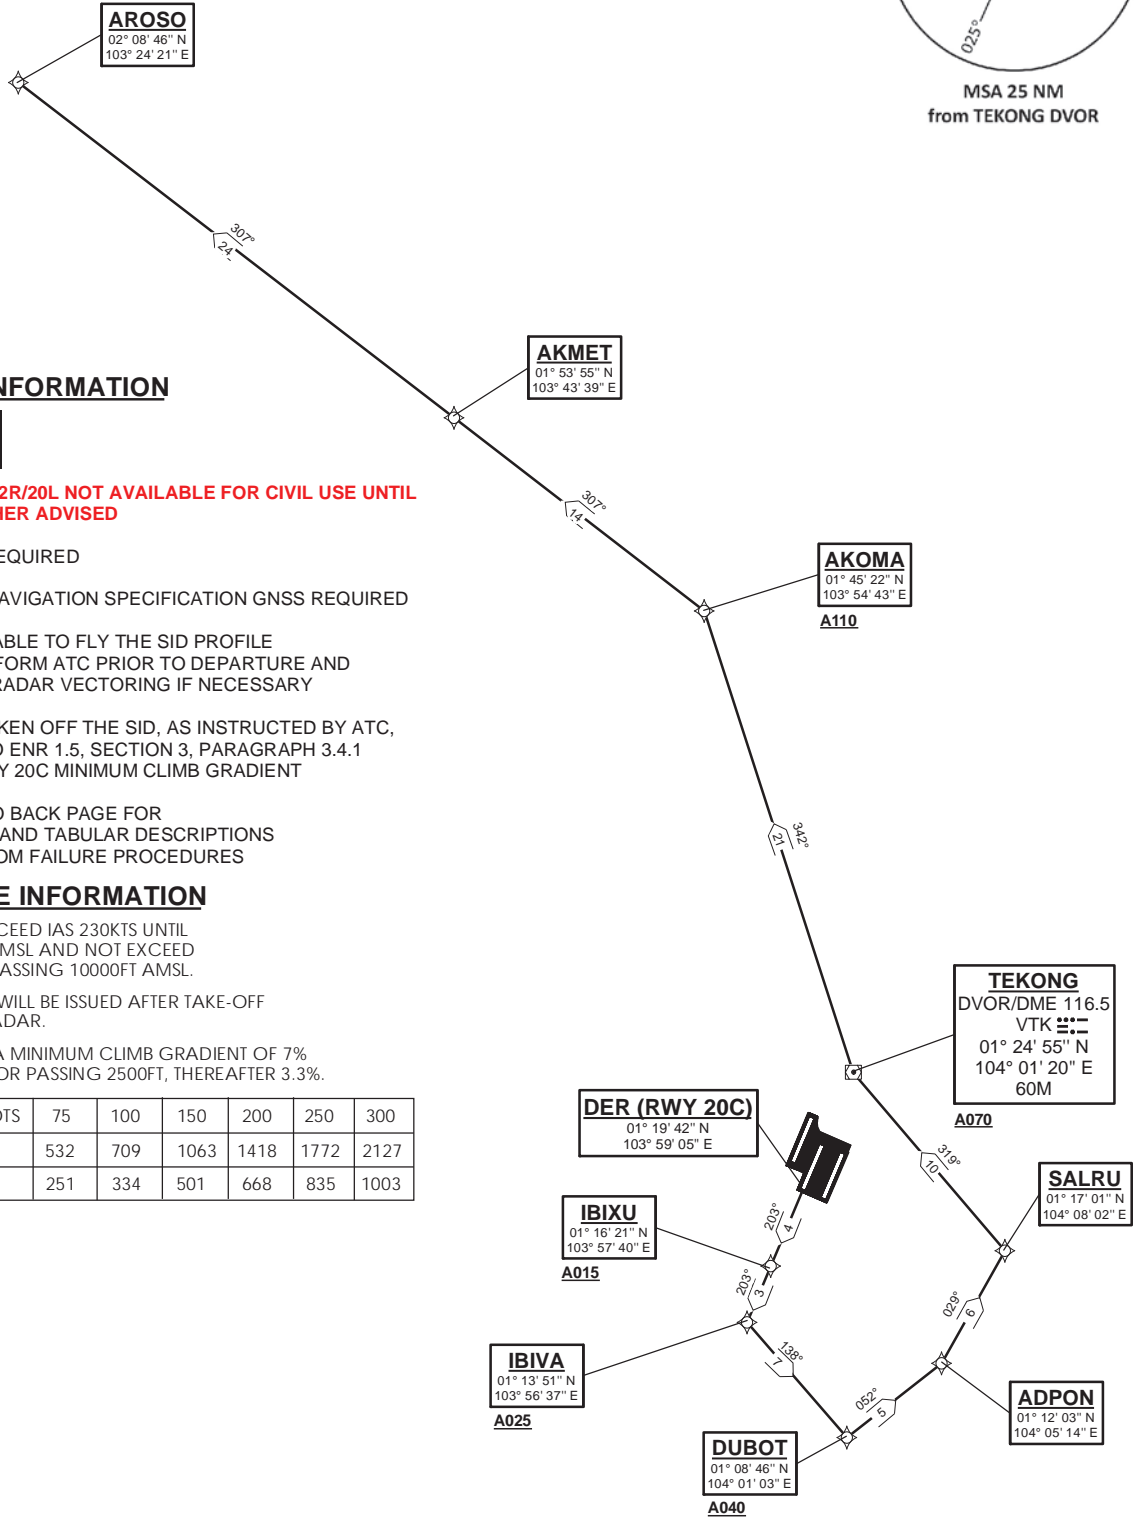 AROSO
02° 08' 46" N
103° 24' 21" E
025°
MSA 25 NM
from TEKONG DVOR
307°
24
AKMET
01° 53' 55" N
103° 43' 39" E
NFORMATION
2R/20L NOT AVAILABLE FOR CIVIL USE UNTIL
HER ADVISED
EQUIRED
AVIGATION SPECIFICATION GNSS REQUIRED
ABLE TO FLY THE SID PROFILE
FORM ATC PRIOR TO DEPARTURE AND
RADAR VECTORING IF NECESSARY
KEN OFF THE SID, AS INSTRUCTED BY ATC,
O ENR 1.5, SECTION 3, PARAGRAPH 3.4.1
Y 20C MINIMUM CLIMB GRADIENT
O BACK PAGE FOR
AND TABULAR DESCRIPTIONS
OM FAILURE PROCEDURES
307°
14
AKOMA
01° 45' 22" N
103° 54' 43" E
A110
342°
21
E INFORMATION
CEED IAS 230KTS UNTIL
MSL AND NOT EXCEED
PASSING 10000FT AMSL.
WILL BE ISSUED AFTER TAKE-OFF
ADAR.
A MINIMUM CLIMB GRADIENT OF 7%
OR PASSING 2500FT, THEREAFTER 3.3%.
OTS 75 100 150 200 250 300
532 709 1063 1418 1772 2127
251 334 501 668 835 1003
TEKONG
DVOR/DME 116.5
VTK
01° 24' 55" N
104° 01' 20" E
60M
A070
DER (RWY 20C)
01° 19' 42" N
103° 59' 05" E
319°
10
SALRU
01° 17' 01" N
104° 08' 02" E
203°
4
IBIXU
01° 16' 21" N
103° 57' 40" E
A015
203°
3
029°
6
IBIVA
01° 13' 51" N
103° 56' 37" E
A025
138°
7
052°
5
ADPON
01° 12' 03" N
104° 05' 14" E
DUBOT
01° 08' 46" N
104° 01' 03" E
A040